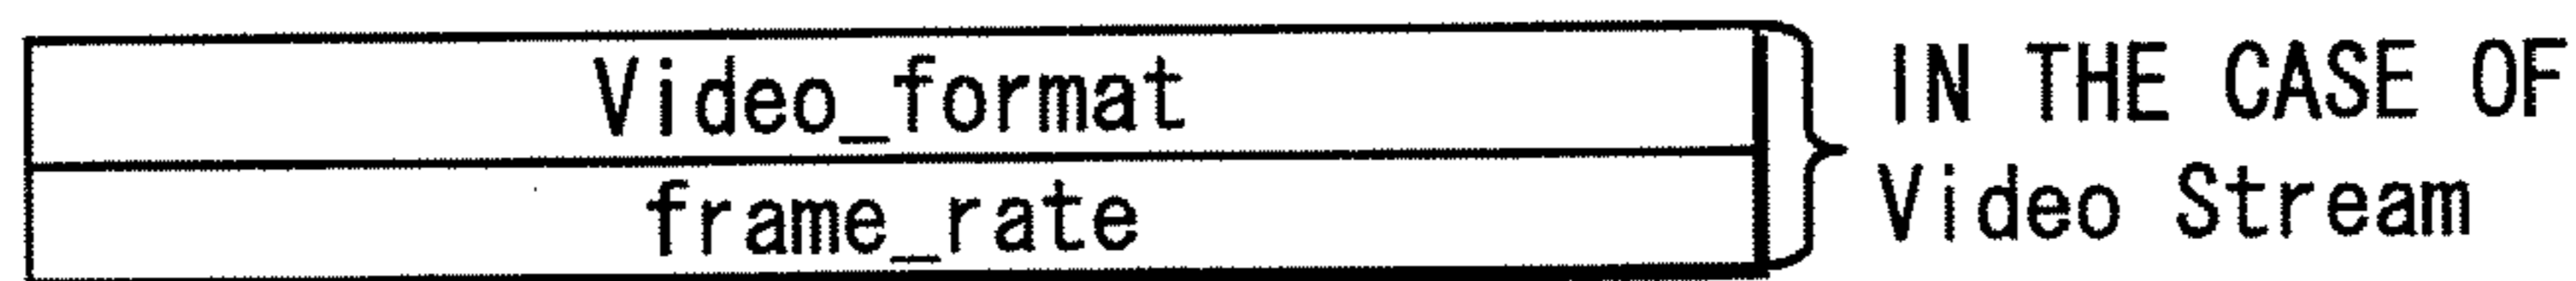 Video_format
frame_rate
IN THE CASE OF
Video Stream